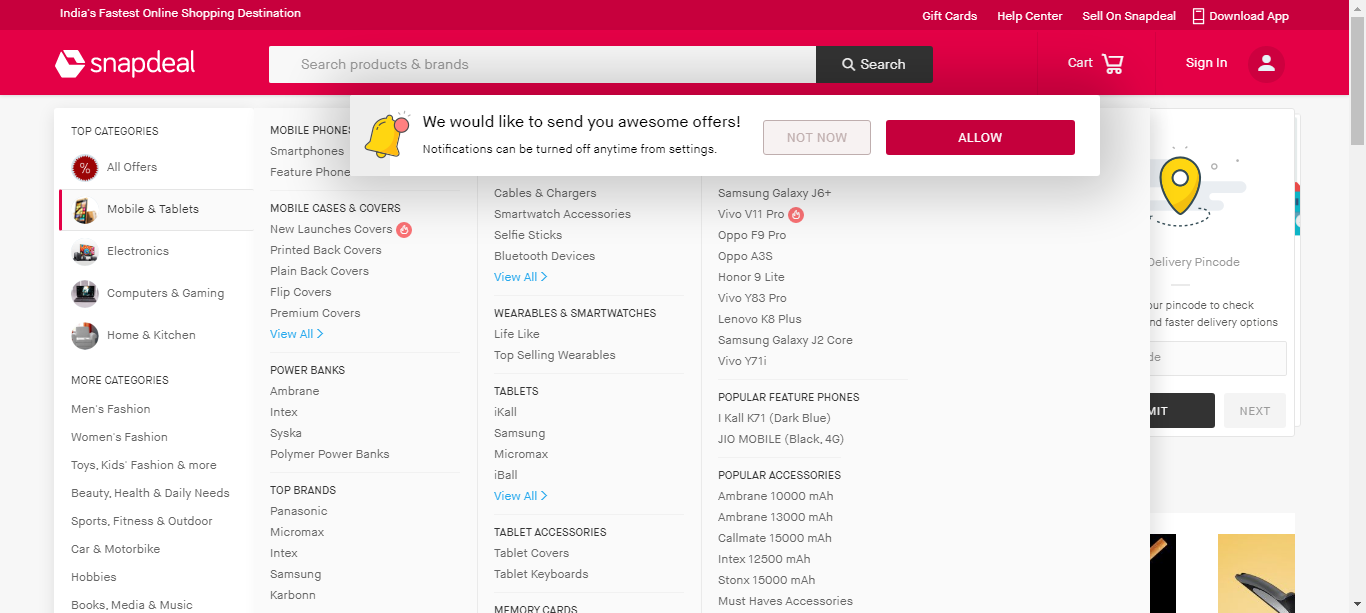 India's Fastest Online Shopping Destination
Gift Cards
Help Center
Sell On Snapdeal
Download App
snapdeal
Search products & brands
Search
Cart
Sign In
We would like to send you awesome offers!
Notifications can be turned off anytime from settings.
NOT NOW
ALLOW
TOP CATEGORIES
%
All Offers
Mobile & Tablets
Electronics
Computers & Gaming
Home & Kitchen
MORE CATEGORIES
Men's Fashion
Women's Fashion
Toys, Kids' Fashion & more
Beauty, Health & Daily Needs
Sports, Fitness & Outdoor
Car & Motorbike
Hobbies
Books, Media & Music
MOBILE PHONES
Smartphones
Feature Phone
MOBILE CASES & COVERS
New Launches Covers
Printed Back Covers
Plain Back Covers
Flip Covers
Premium Covers
View All
POWER BANKS
Ambrane
Intex
Syska
Polymer Power Banks
TOP BRANDS
Panasonic
Micromax
Intex
Samsung
Karbonn
Cables & Chargers
Smartwatch Accessories
Selfie Sticks
Bluetooth Devices
View All
WEARABLES & SMARTWATCHES
Life Like
Top Selling Wearables
TABLETS
iKall
Samsung
Micromax
iBall
View All
TABLET ACCESSORIES
Tablet Covers
Tablet Keyboards
MEMORY CARDS
Samsung Galaxy J6+
Vivo V11 Pro
Oppo F9 Pro
Oppo A3S
Honor 9 Lite
Vivo Y83 Pro
Lenovo K8 Plus
Samsung Galaxy J2 Core
Vivo Y71i
POPULAR FEATURE PHONES
I Kall K71 (Dark Blue)
JIO MOBILE (Black, 4G)
POPULAR ACCESSORIES
Ambrane 10000 mAh
Ambrane 13000 mAh
Callmate 15000 mAh
Intex 12500 mAh
Stonx 15000 mAh
Must Haves Accessories
Delivery Pincode
our pincode to check
nd faster delivery options
de
MIT
NEXT